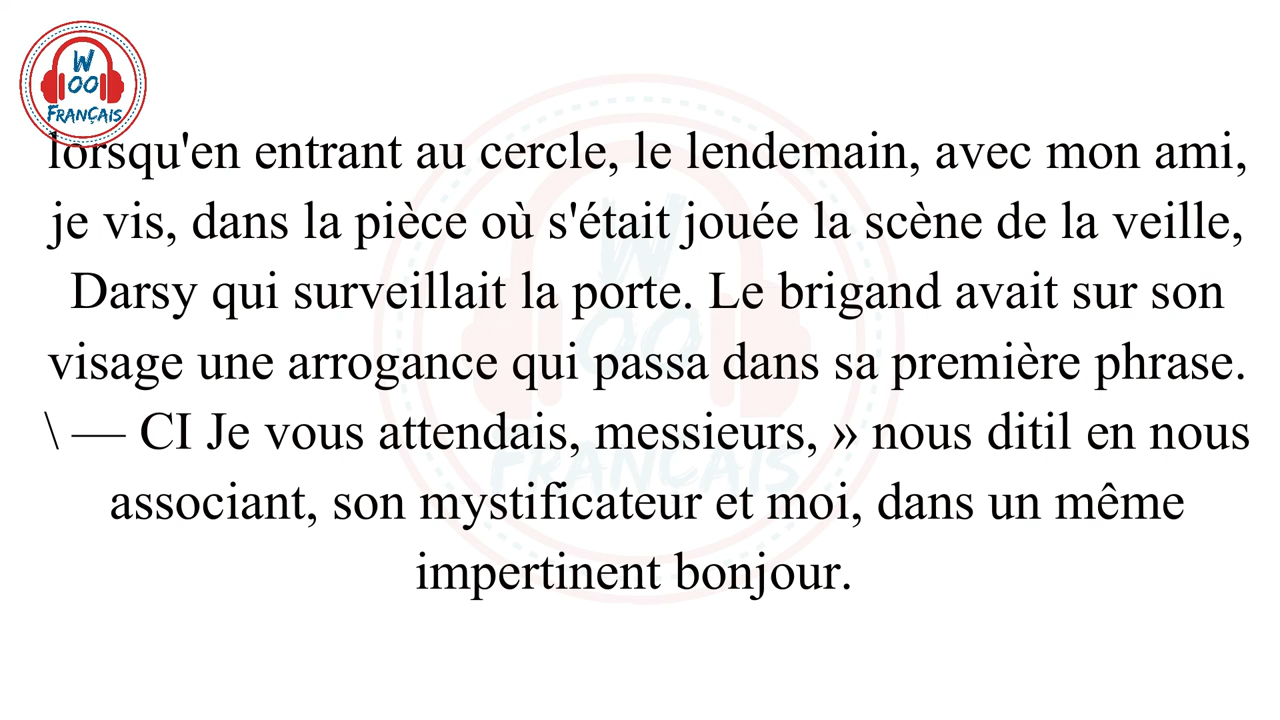 W
OO
FRANÇAIS
lorsqu'en entrant au cercle, le lendemain, avec mon ami,
je vis, dans la pièce où s'était jouée la scène de la veille,
Darsy qui surveillait la porte. Le brigand avait sur son
visage une arrogance qui passa dans sa première phrase.
\ — CI Je vous attendais, messieurs, » nous ditil en nous
associant, son mystificateur et moi, dans un même
impertinent bonjour.
W
OO
FRANÇAIS